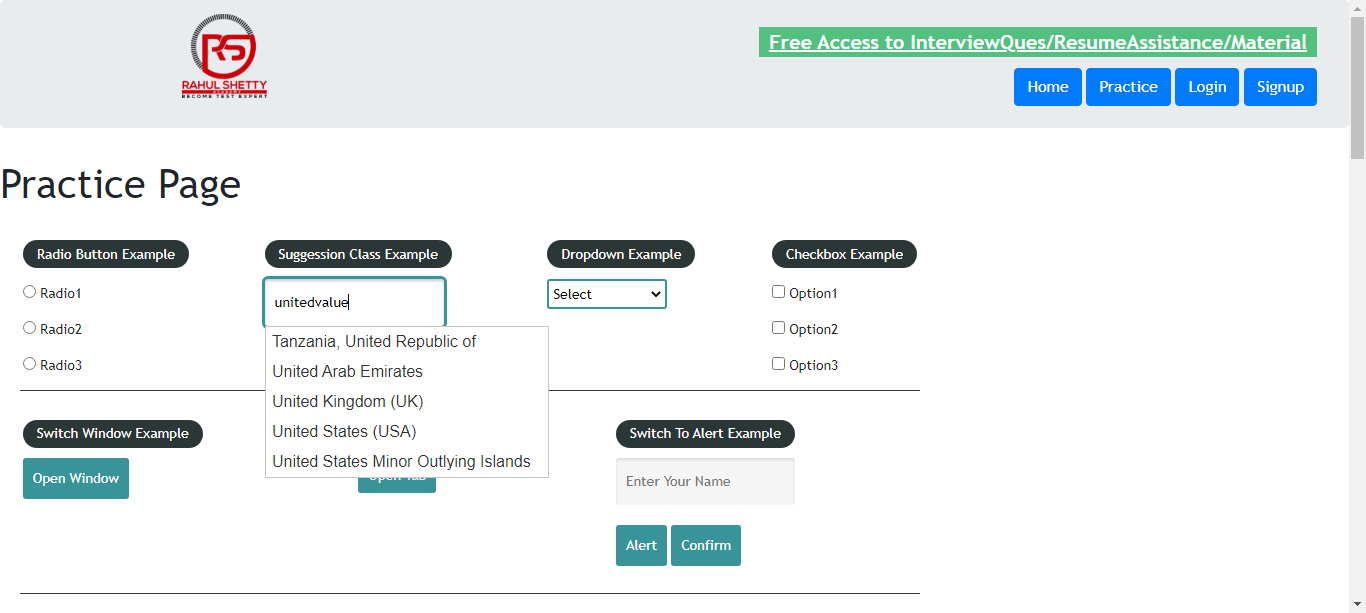 RS
RAHUL SHETTY
ACADEMY
BECOME TEST EXPERT
Free Access to InterviewQues/ResumeAssistance/Material
Home Practice Login Signup
Practice Page
Radio Button Example
Radio1
Radio2
Radio3
Suggession Class Example
unitedvalue
Tanzania, United Republic of
United Arab Emirates
United Kingdom (UK)
United States (USA)
United States Minor Outlying Islands
Dropdown Example
Select
Checkbox Example
Option1
Option2
Option3
Switch Window Example
Open Window
Open Tab
Switch To Alert Example
Enter Your Name
Alert Confirm